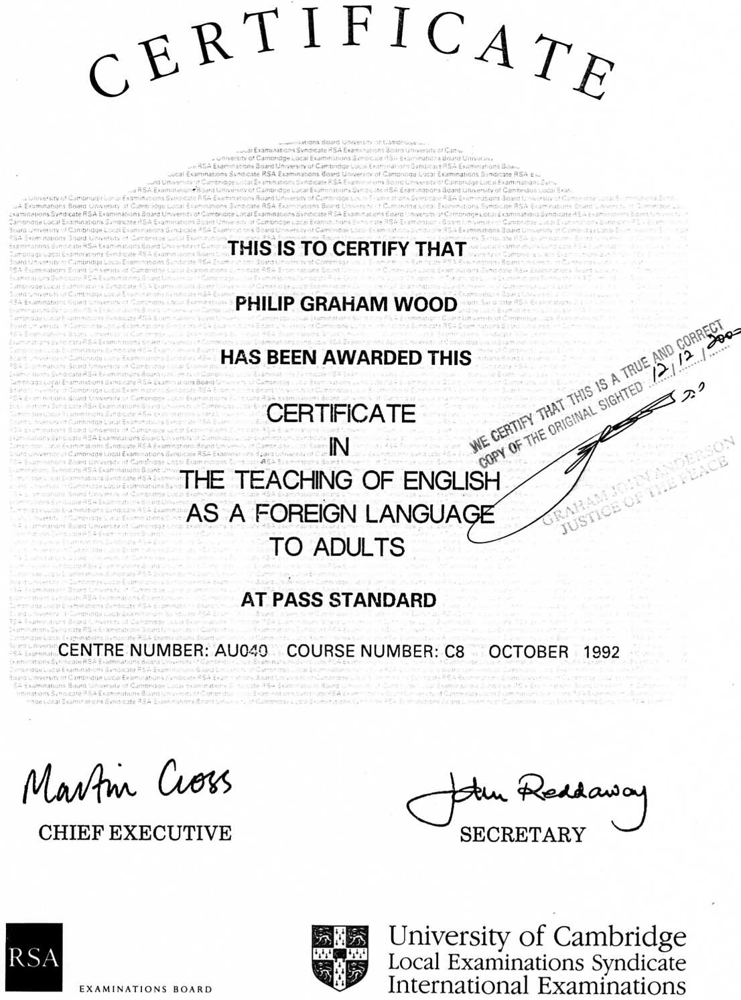 CERTIFICATE
THIS IS TO CERTIFY THAT
PHILIP GRAHAM WOOD
HAS BEEN AWARDED THIS
CERTIFICATE
IN
THE TEACHING OF ENGLISH
AS A FOREIGN LANGUAGE
TO ADULTS
AT PASS STANDARD
CENTRE NUMBER: AU040 COURSE NUMBER: C8 OCTOBER 1992
WE CERTIFY THAT THIS IS A TRUE AND CORRECT
COPY OF THE ORIGINAL SIGHTED 12/12/2000
GRAHAM JOLLY ANDERSON
JUSTICE OF THE PEACE
Martin Cross
CHIEF EXECUTIVE
John Reddaway
SECRETARY
RSA
EXAMINATIONS BOARD
University of Cambridge
Local Examinations Syndicate
International Examinations